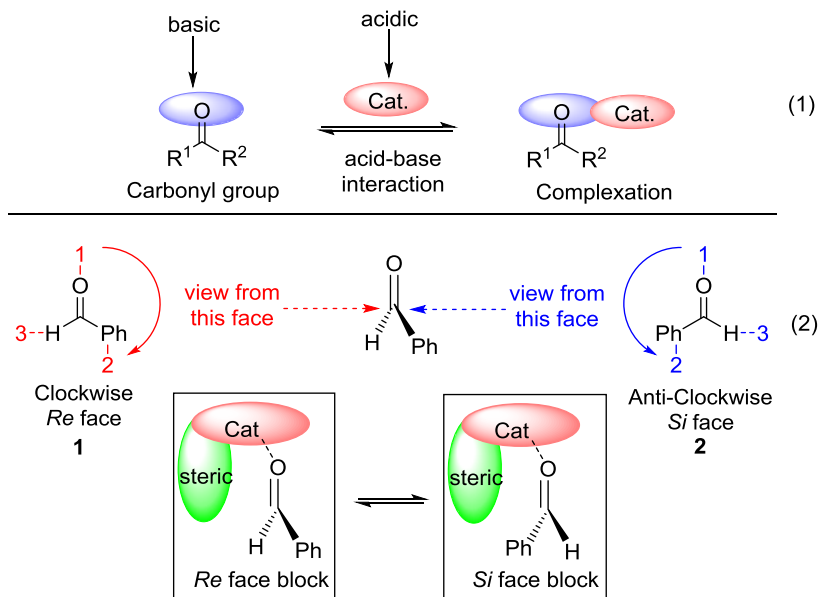 basic
acidic
O
Cat.
O
Cat.
(1)
R1 R2
R1 R2
acid-base
interaction
Carbonyl group
Complexation
1
O
3 H
Ph
2
view from
this face
O
H
Ph
view from
this face
1
O
Ph
H 3
2
(2)
Clockwise
Re face
1
Anti-Clockwise
Si face
2
Cat
steric
O
H
Ph
Re face block
Cat
steric
O
Ph
H
Si face block